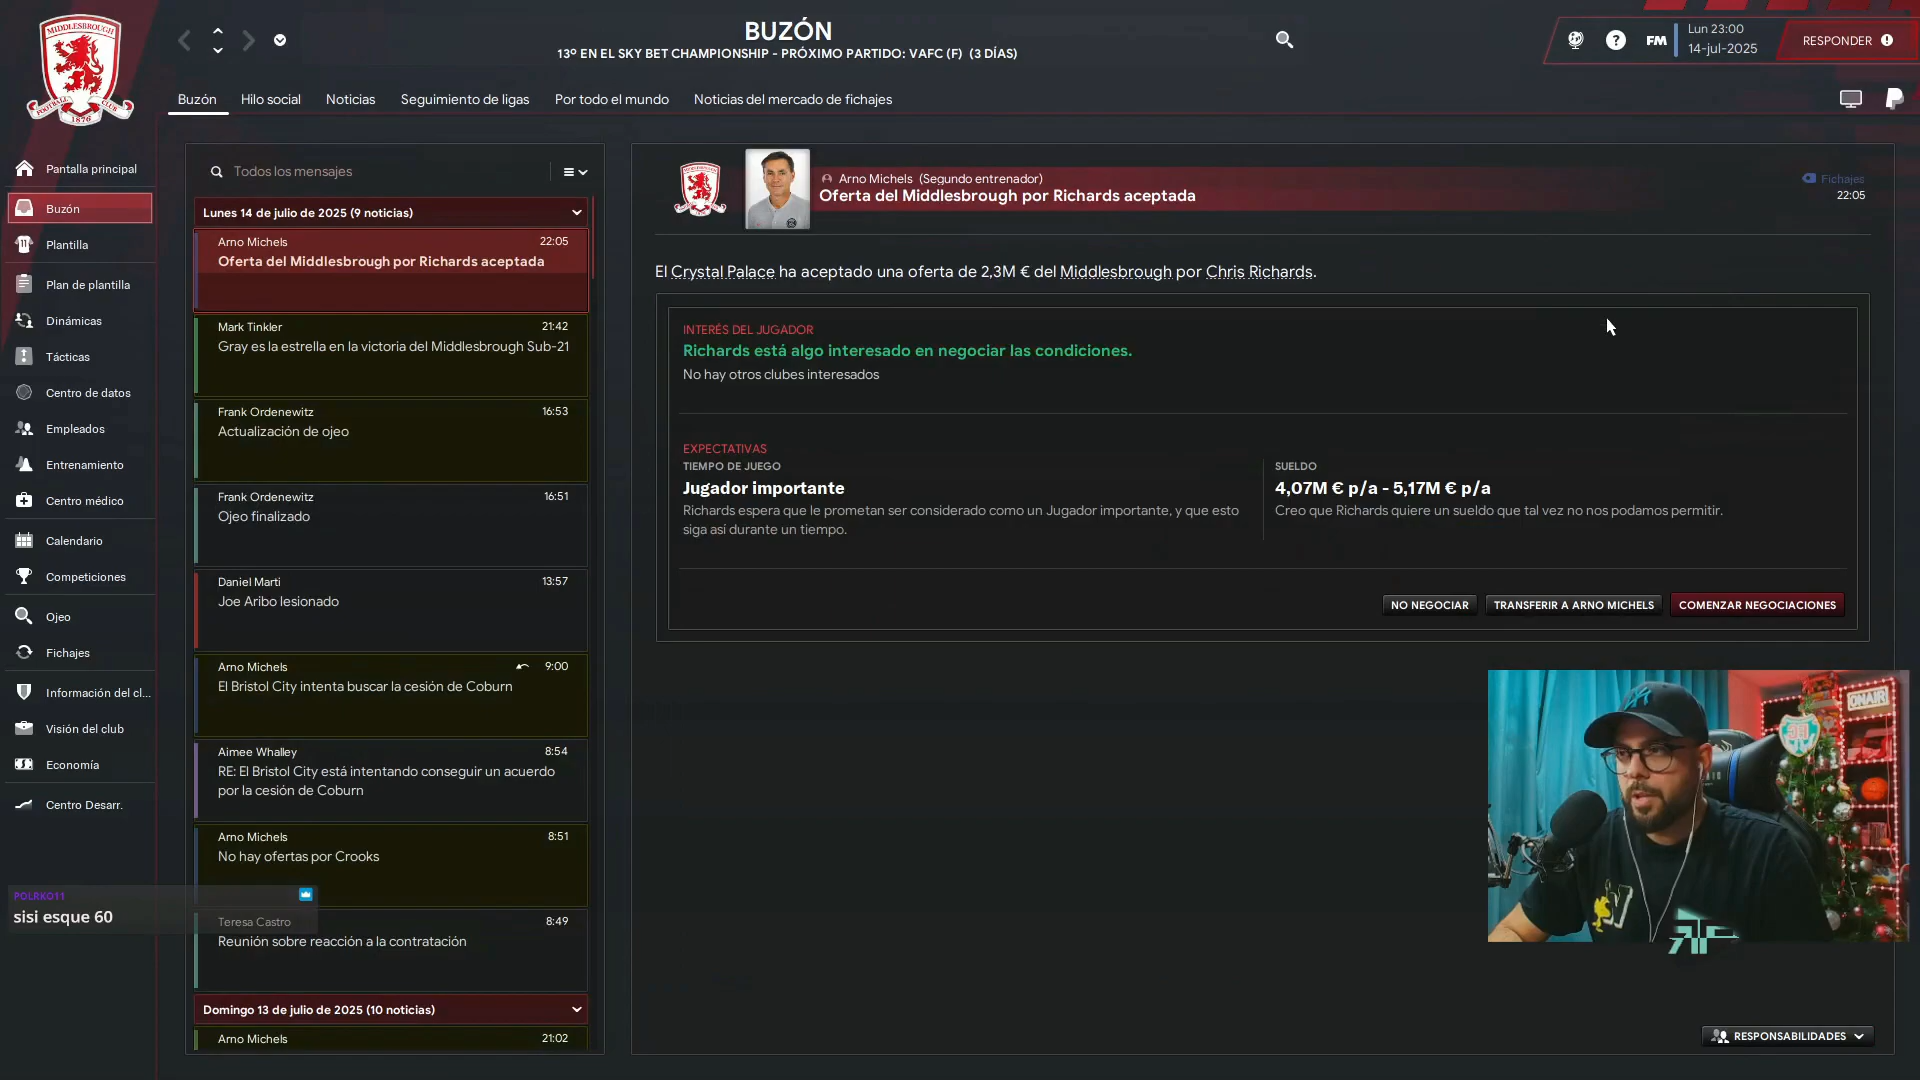 MIDDLESBROUGH
FOOTBALL CLUB
1876
BUZÓN
13º EN EL SKY BET CHAMPIONSHIP - PRÓXIMO PARTIDO: VAFC (F) (3 DÍAS)
FM
Lun 23:00
14-jul-2025
RESPONDER
Buzón
Hilo social
Noticias
Seguimiento de ligas
Por todo el mundo
Noticias del mercado de fichajes
Pantalla principal
Buzón
Plantilla
Plan de plantilla
Dinámicas
Tácticas
Centro de datos
Empleados
Entrenamiento
Centro médico
Calendario
Competiciones
Ojeo
Fichajes
Información del cl...
Visión del club
Economía
Centro Desarr.
POLRKO11
sisi esque 60
Todos los mensajes
Lunes 14 de julio de 2025 (9 noticias)
Arno Michels 22:05
Oferta del Middlesbrough por Richards aceptada
Mark Tinkler 21:42
Gray es la estrella en la victoria del Middlesbrough Sub-21
Frank Ordenewitz 16:53
Actualización de ojeo
Frank Ordenewitz 16:51
Ojeo finalizado
Daniel Marti 13:57
Joe Aribo lesionado
Arno Michels 9:00
El Bristol City intenta buscar la cesión de Coburn
Aimee Whalley 8:54
RE: El Bristol City está intentando conseguir un acuerdo
por la cesión de Coburn
Arno Michels 8:51
No hay ofertas por Crooks
Teresa Castro 8:49
Reunión sobre reacción a la contratación
Domingo 13 de julio de 2025 (10 noticias)
Arno Michels 21:02
Arno Michels (Segundo entrenador)
Oferta del Middlesbrough por Richards aceptada
Fichajes
22:05
El Crystal Palace ha aceptado una oferta de 2,3M € del Middlesbrough por Chris Richards.
INTERÉS DEL JUGADOR
Richards está algo interesado en negociar las condiciones.
No hay otros clubes interesados
EXPECTATIVAS
TIEMPO DE JUEGO
Jugador importante
Richards espera que le prometan ser considerado como un Jugador importante, y que esto
siga así durante un tiempo.
SUELDO
4,07M € p/a - 5,17M € p/a
Creo que Richards quiere un sueldo que tal vez no nos podamos permitir.
NO NEGOCIAR
TRANSFERIR A ARNO MICHELS
COMENZAR NEGOCIACIONES
ON AIR
RESPONSABILIDADES